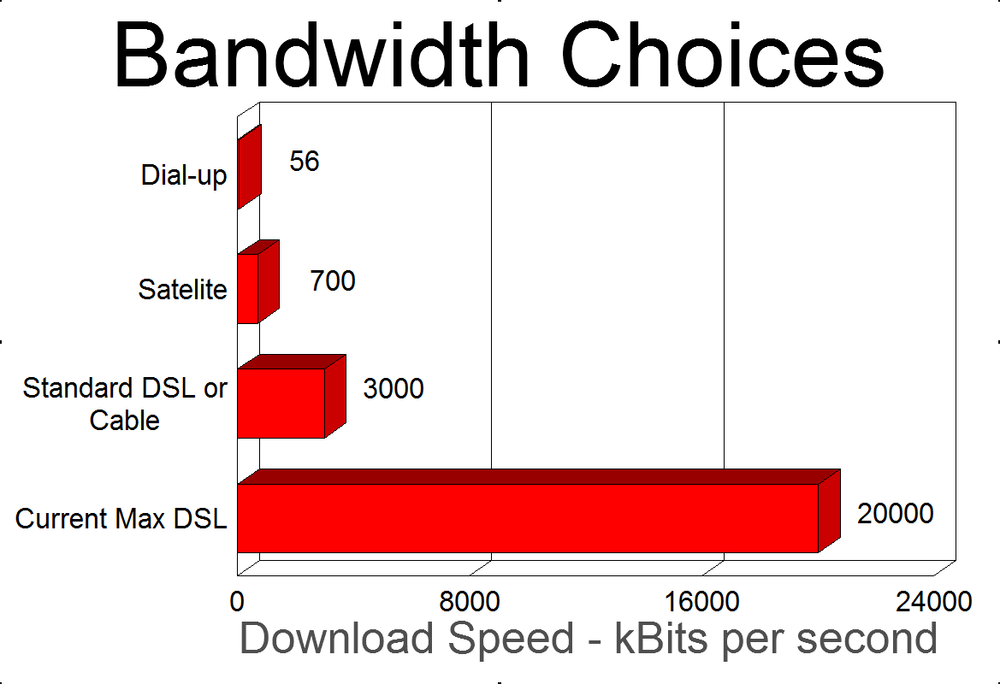 Bandwidth Choices
Dial-up
56
Satelite
700
Standard DSL or
Cable
3000
Current Max DSL
20000
0 8000 16000 24000
Download Speed - kBits per second